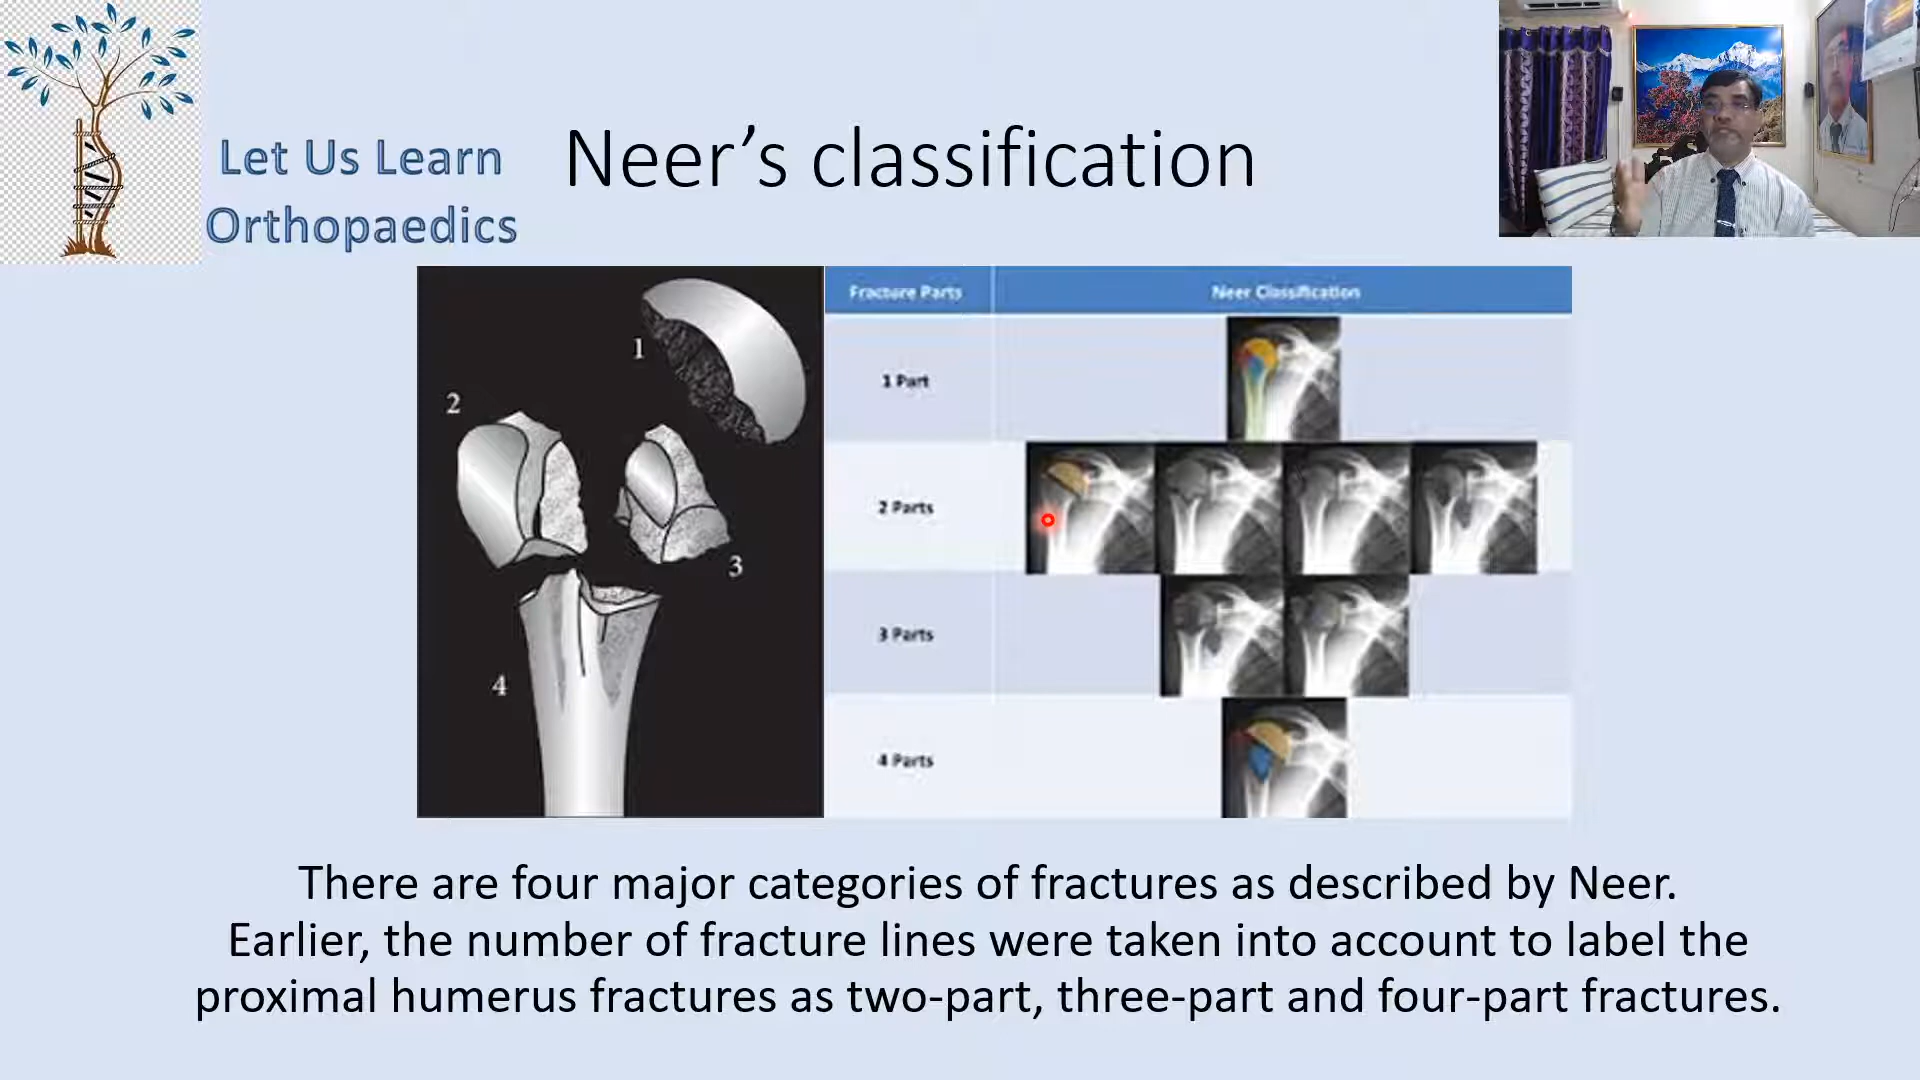 Let Us Learn
Orthopaedics
Neer’s classification
1
2
3
4
Fracture Parts
Neer Classification
1 Part
2 Parts
3 Parts
4 Parts
There are four major categories of fractures as described by Neer.
Earlier, the number of fracture lines were taken into account to label the
proximal humerus fractures as two-part, three-part and four-part fractures.